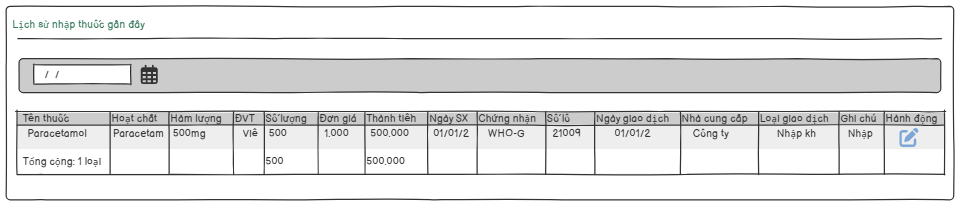 Lịch sử nhập thuốc gần đây
/ /
Tên thuốc Hoạt chất Hàm lượng ĐVT Số lượng Đơn giá Thành tiền Ngày SX Chứng nhận Số lô Ngày giao dịch Nhà cung cấp Loại giao dịch Ghi chú Hành động
Paracetamol Paracetam 500mg Viê 500 1,000 500,000 01/01/2 WHO-G 21009 01/01/2 Công ty Nhập kh Nhập
Tổng cộng: 1 loại 500 500,000